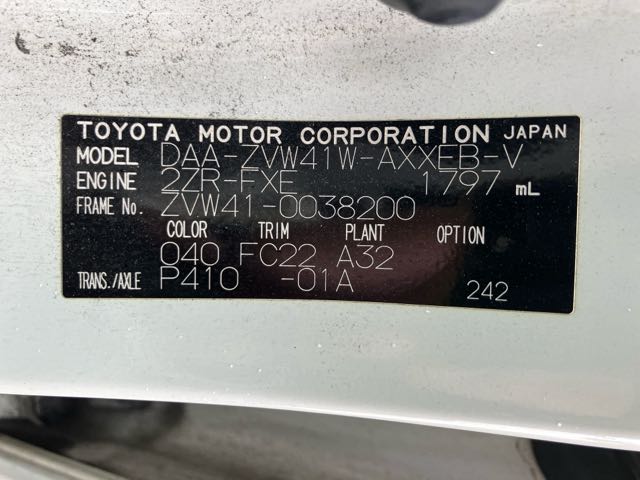 TOYOTA MOTOR CORPORATION JAPAN
MODEL DAA-ZVW41W-AXXEB-V
ENGINE 2ZR-FXE 1797 mL
FRAME No. ZVW41-0038200
COLOR TRIM PLANT OPTION
040 FC22 A32
TRANS./AXLE P410 -01A 242